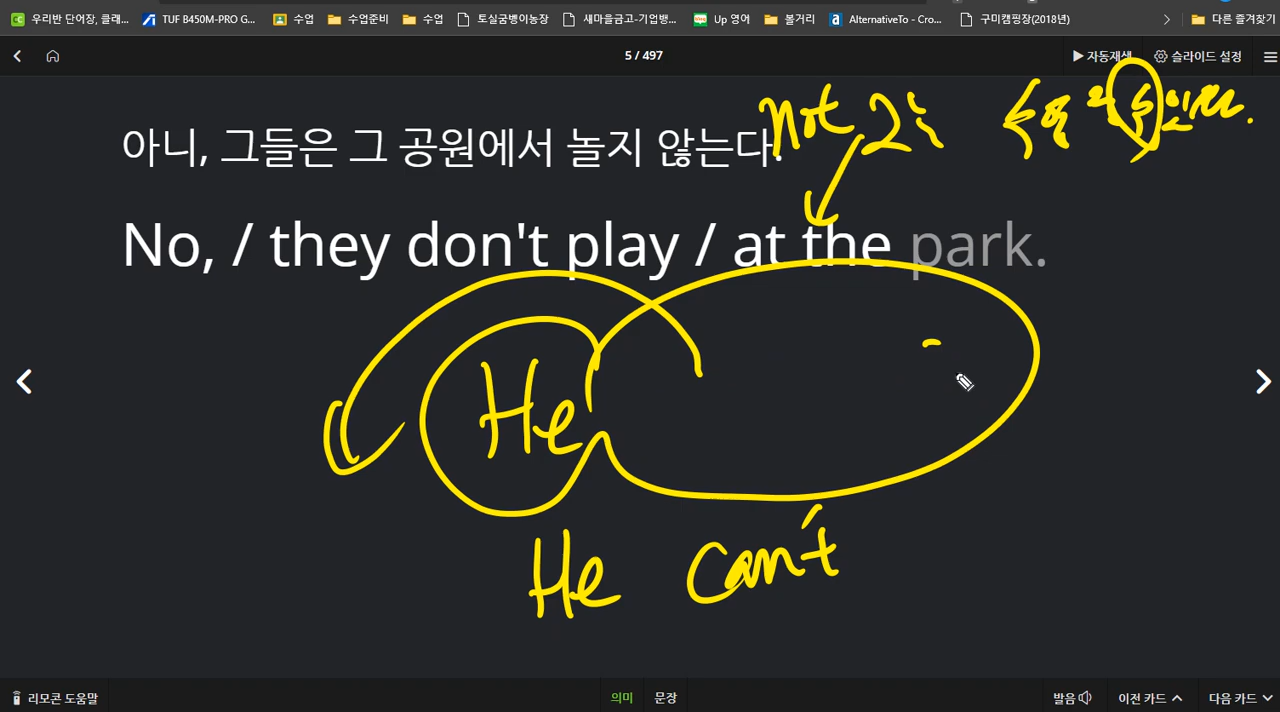 우리반 단어장, 클래... TUF B450M-PRO G... 수업 수업준비 수업 토실굼벵이농장 새마을금고-기업뱅... Up 영어 볼거리 AlternativeTo - Cro... 구미캠핑장(2018년) 다른 즐겨찾기
5 / 497 자동재생 슬라이드 설정
아니, 그들은 그 공원에서 놀지 않는다.
not
No, / they don't play / at the park.
He
He can't
리모콘 도움말 의미 문장 발음 이전 카드 다음 카드